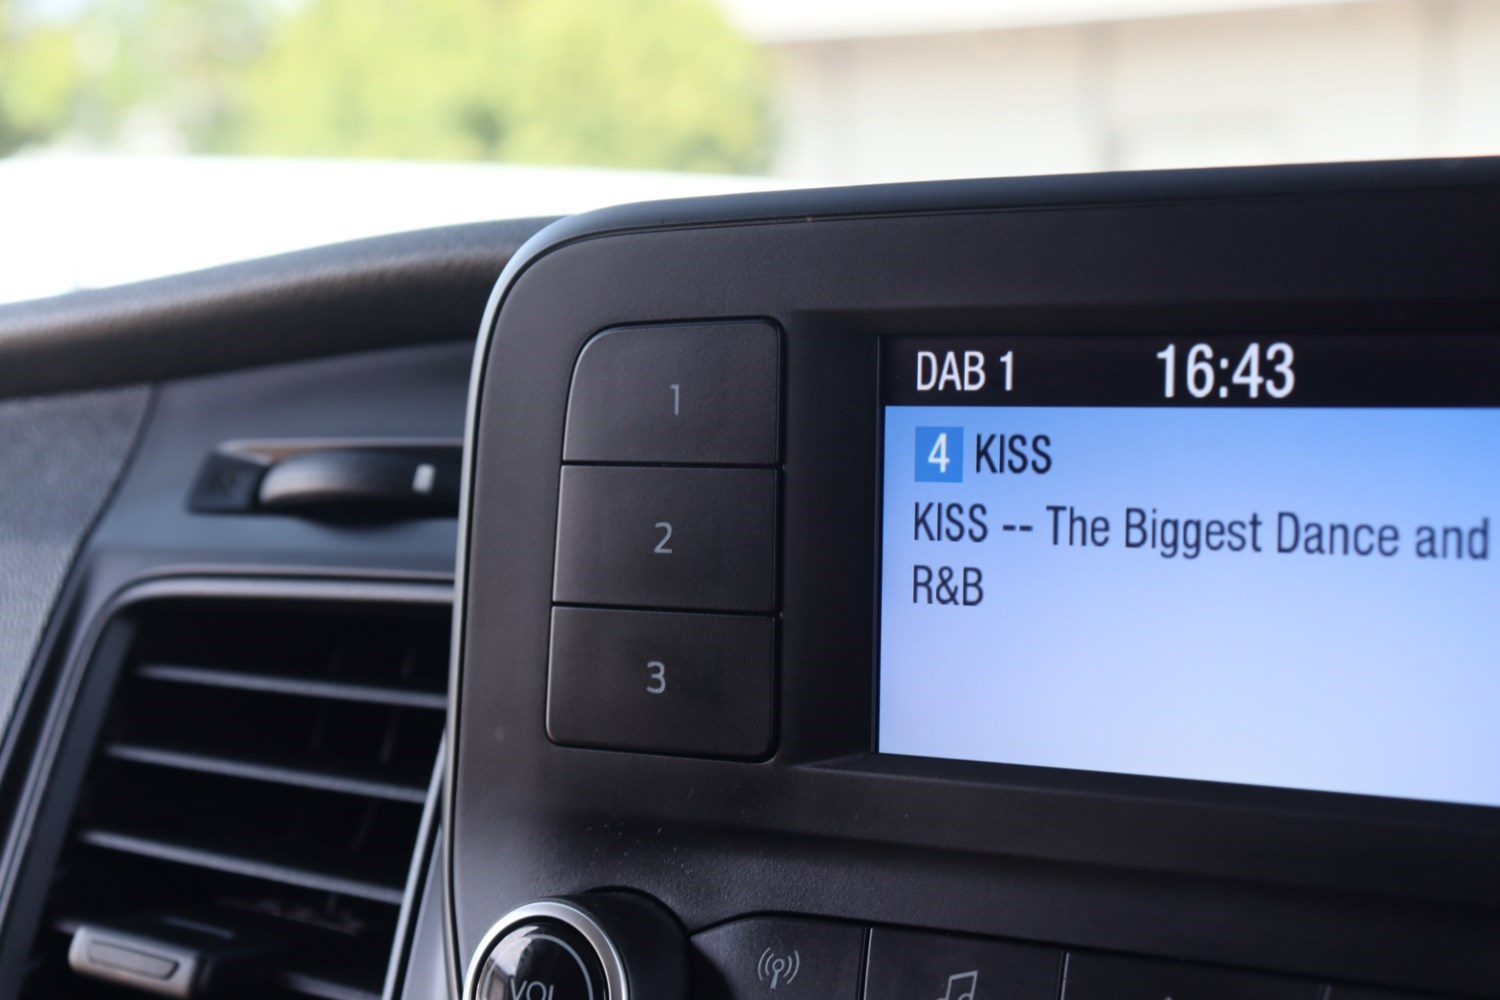 DAB 1 16:43
4 KISS
KISS -- The Biggest Dance and
R&B
1
2
3
VOL